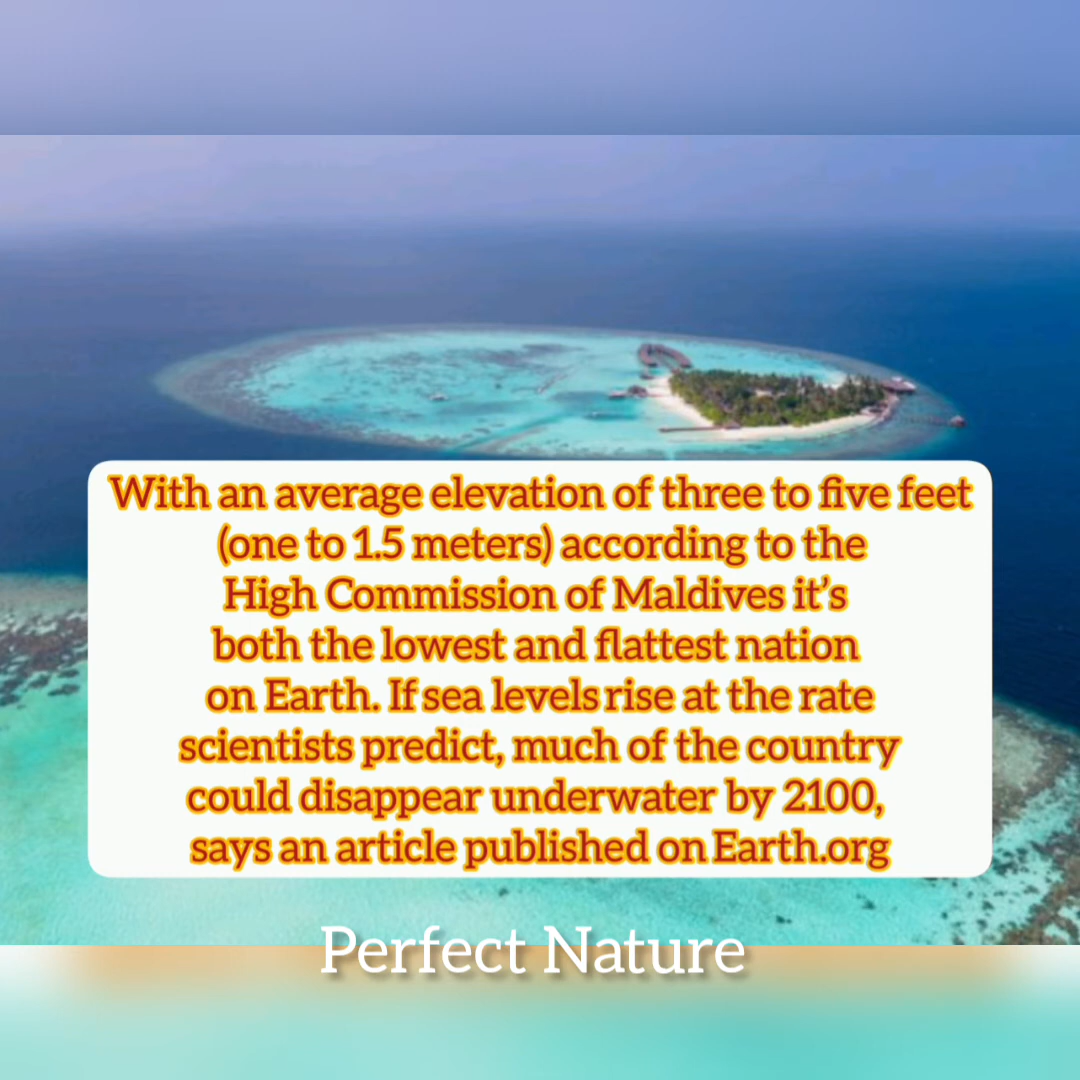 With an average elevation of three to five feet
(one to 1.5 meters) according to the
High Commission of Maldives it’s
both the lowest and flattest nation
on Earth. If sea levels rise at the rate
scientists predict, much of the country
could disappear underwater by 2100,
says an article published on Earth.org
Perfect Nature